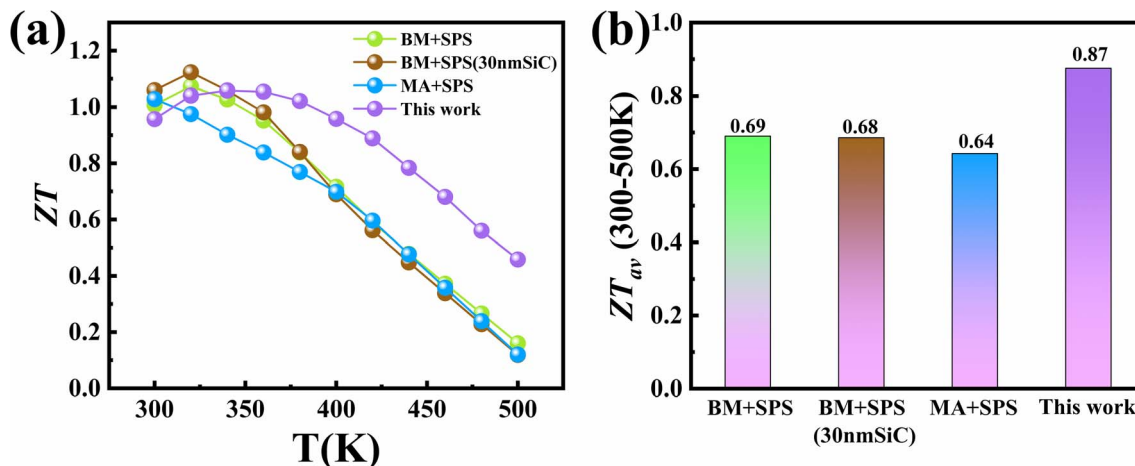 (a)
ZT
1.2
1.0
0.8
0.6
0.4
0.2
0.0
BM+SPS
BM+SPS(30nmSiC)
MA+SPS
This work
300
350
400
450
500
T(K)
(b)
ZTav (300-500K)
1.0
0.8
0.6
0.4
0.2
0.0
0.69
0.68
0.64
0.87
BM+SPS
BM+SPS
(30nmSiC)
MA+SPS
This work